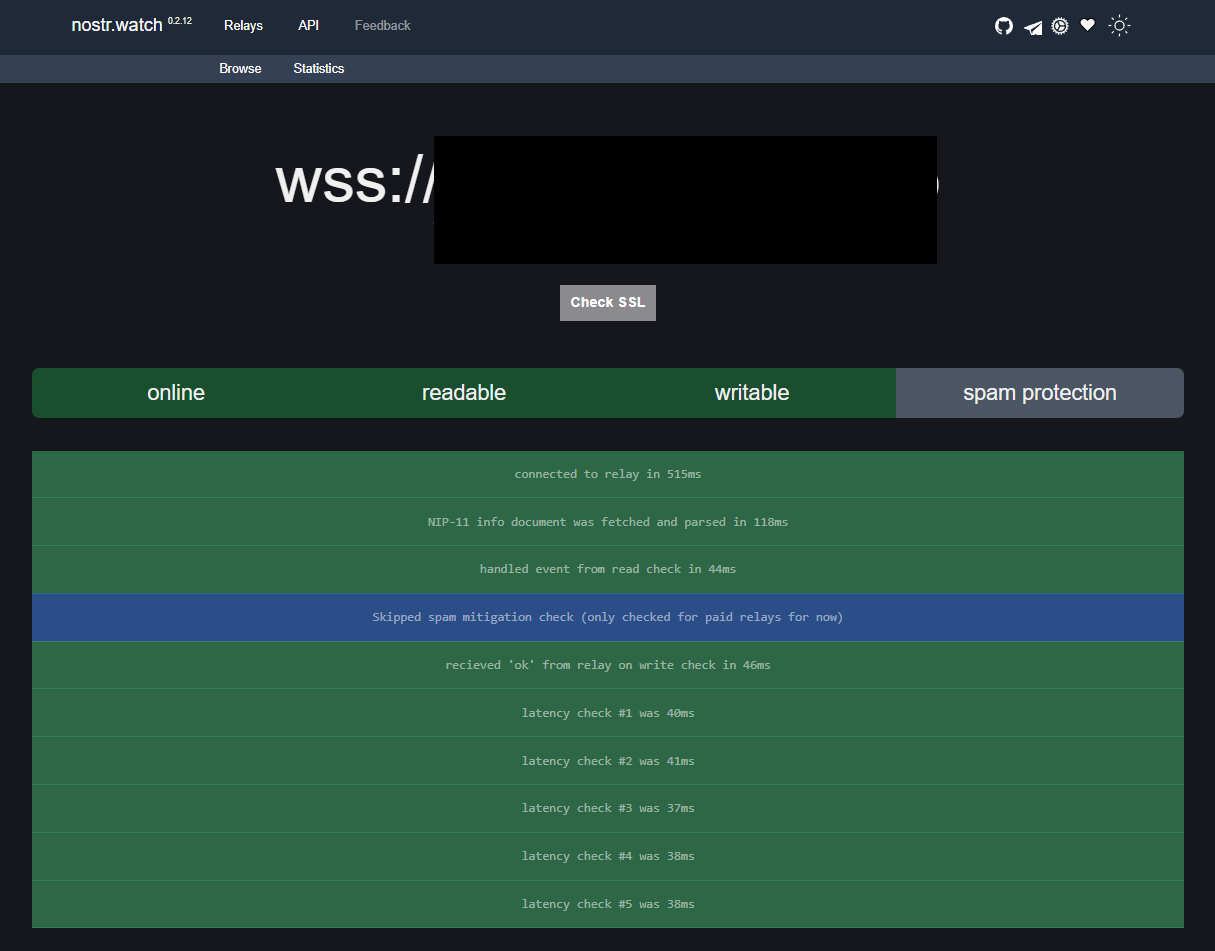 nostr.watch 0.2.12 Relays API Feedback
Browse Statistics
wss://
Check SSL
online readable writable spam protection
connected to relay in 515ms
NIP-11 info document was fetched and parsed in 118ms
handled event from read check in 44ms
Skipped spam mitigation check (only checked for paid relays for now)
recieved 'ok' from relay on write check in 46ms
latency check #1 was 40ms
latency check #2 was 41ms
latency check #3 was 37ms
latency check #4 was 38ms
latency check #5 was 38ms